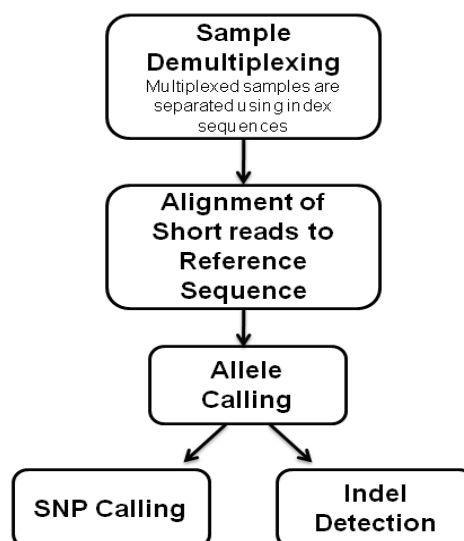 Sample
Demultiplexing
Multiplexed samples are
separated using index
sequences
Alignment of
Short reads to
Reference
Sequence
Allele
Calling
SNP Calling
Indel
Detection